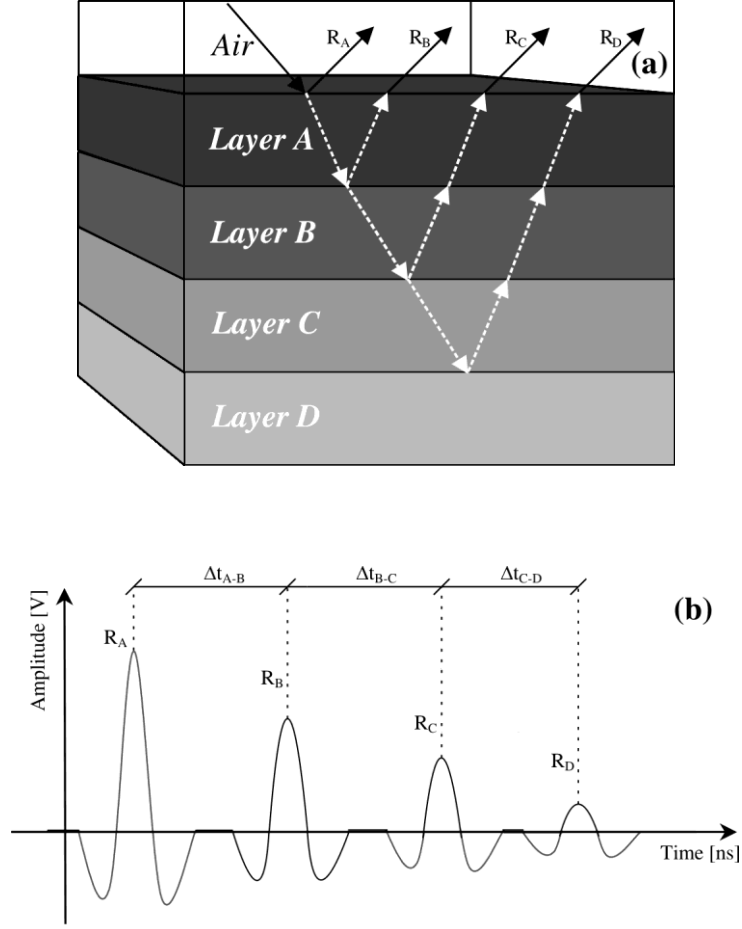 Air
R_A R_B R_C R_D
(a)
Layer A
Layer B
Layer C
Layer D
Δt_A-B Δt_B-C Δt_C-D
(b)
Amplitude [V]
R_A
R_B
R_C
R_D
Time [ns]